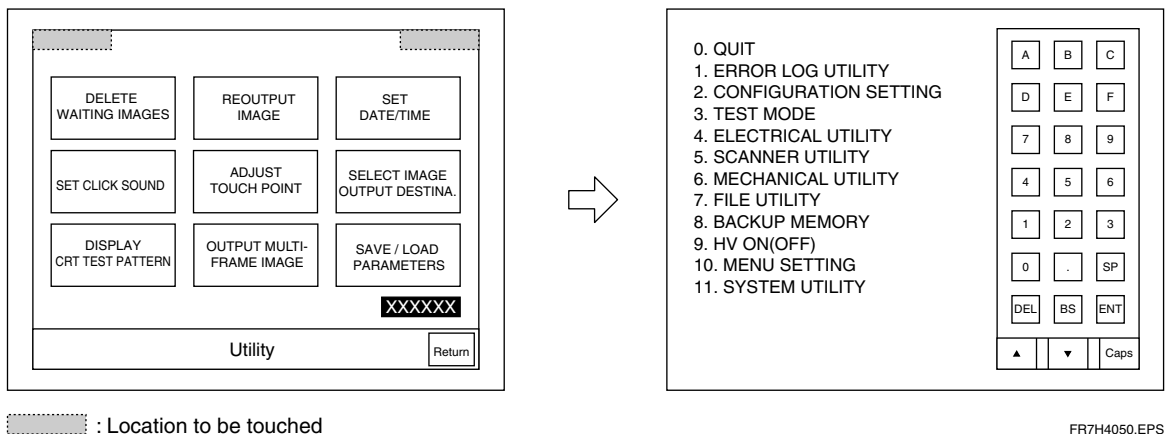 DELETE
WAITING IMAGES
REOUTPUT
IMAGE
SET
DATE/TIME
SET CLICK SOUND
ADJUST
TOUCH POINT
SELECT IMAGE
OUTPUT DESTINA.
DISPLAY
CRT TEST PATTERN
OUTPUT MULTI-
FRAME IMAGE
SAVE / LOAD
PARAMETERS
XXXXXX
Utility
Return
0. QUIT
1. ERROR LOG UTILITY
2. CONFIGURATION SETTING
3. TEST MODE
4. ELECTRICAL UTILITY
5. SCANNER UTILITY
6. MECHANICAL UTILITY
7. FILE UTILITY
8. BACKUP MEMORY
9. HV ON(OFF)
10. MENU SETTING
11. SYSTEM UTILITY
A B C
D E F
7 8 9
4 5 6
1 2 3
0 . SP
DEL BS ENT
▲ ▼ Caps
: Location to be touched
FR7H4050.EPS